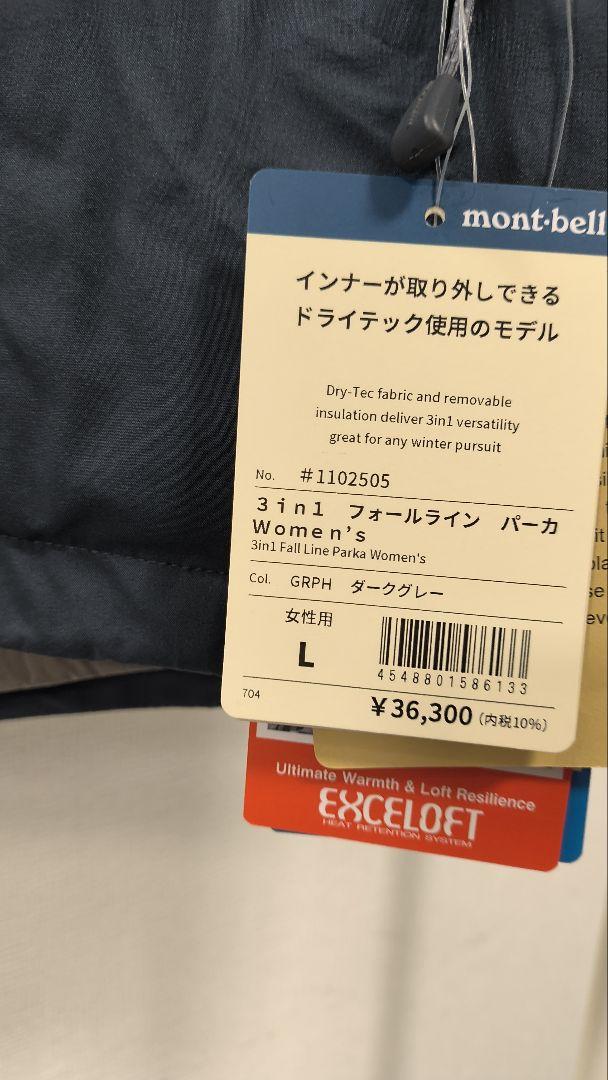 mont·bell
インナーが取り外しできる
ドライテック使用のモデル
Dry-Tec fabric and removable
insulation deliver 3in1 versatility
great for any winter pursuit
No. #1102505
３ｉｎ１　フォールライン　パーカ
Ｗｏｍｅｎ’ｓ
3in1 Fall Line Parka Women's
Col. GRPH ダークグレー
女性用
L
4548801586133
704
¥36,300 (内税10%)
Ultimate Warmth & Loft Resilience
EXCELOFT
HEAT RETENTION SYSTEM